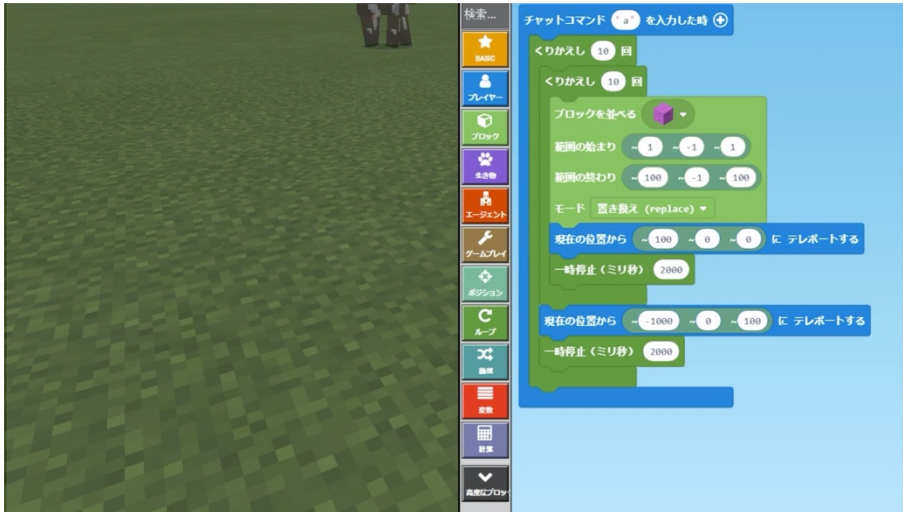 検索...
BASIC
プレイヤー
ブロック
生き物
エージェント
ゲームプレイ
ポジション
ループ
論理
変数
計算
高度なブロック
チャットコマンド "a" を入力した時
くりかえし 10 回
くりかえし 10 回
ブロックを並べる
範囲の始まり ~ 1 ~ -1 ~ 1
範囲の終わり ~ 100 ~ -1 ~ 100
モード 置き換え (replace)
現在の位置から ~ 100 ~ 0 ~ 0 に テレポートする
一時停止 (ミリ秒) 2000
現在の位置から ~ -1000 ~ 0 ~ 100 に テレポートする
一時停止 (ミリ秒) 2000